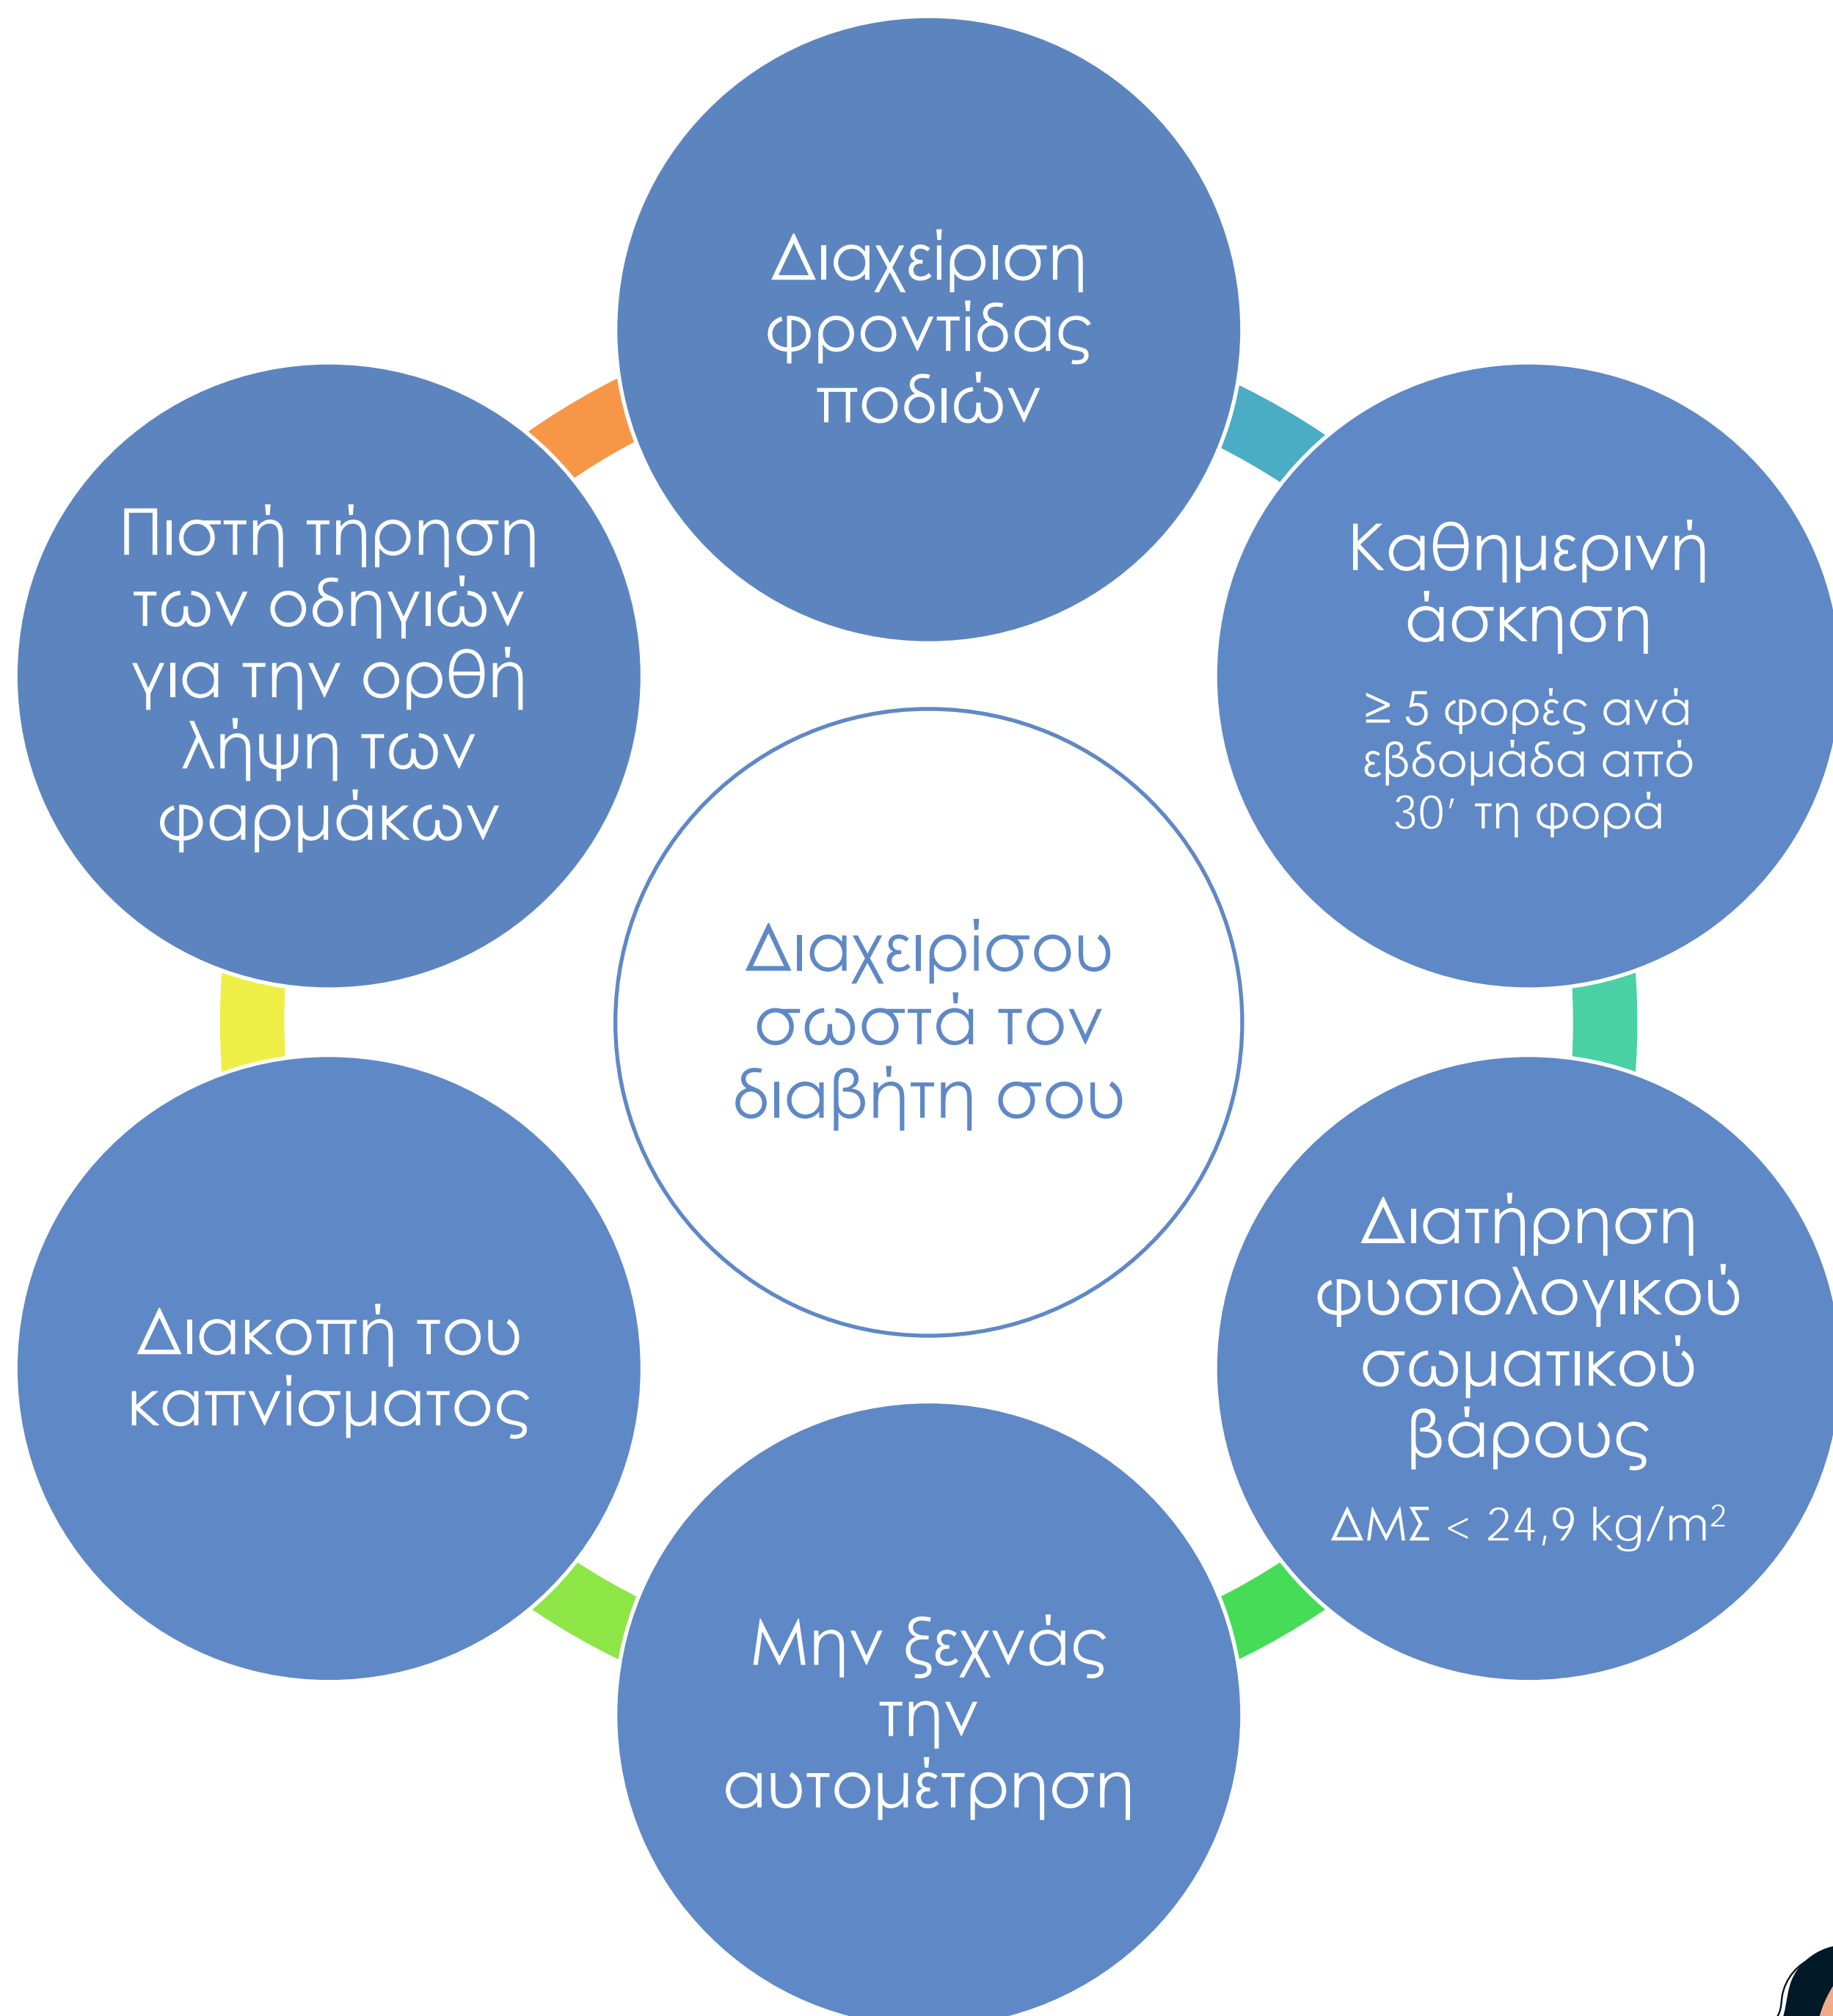 Διαχείριση
φροντίδας
ποδιών
Καθημερινή
άσκηση
≥ 5 φορές ανά
εβδομάδα από
30’ τη φορά
Διατήρηση
φυσιολογικού
σωματικού
βάρους
ΔΜΣ < 24,9 kg/m²
Μην ξεχνάς
την
αυτομέτρηση
Διακοπή του
καπνίσματος
Πιστή τήρηση
των οδηγιών
για την ορθή
λήψη των
φαρμάκων
Διαχειρίσου
σωστά τον
διαβήτη σου